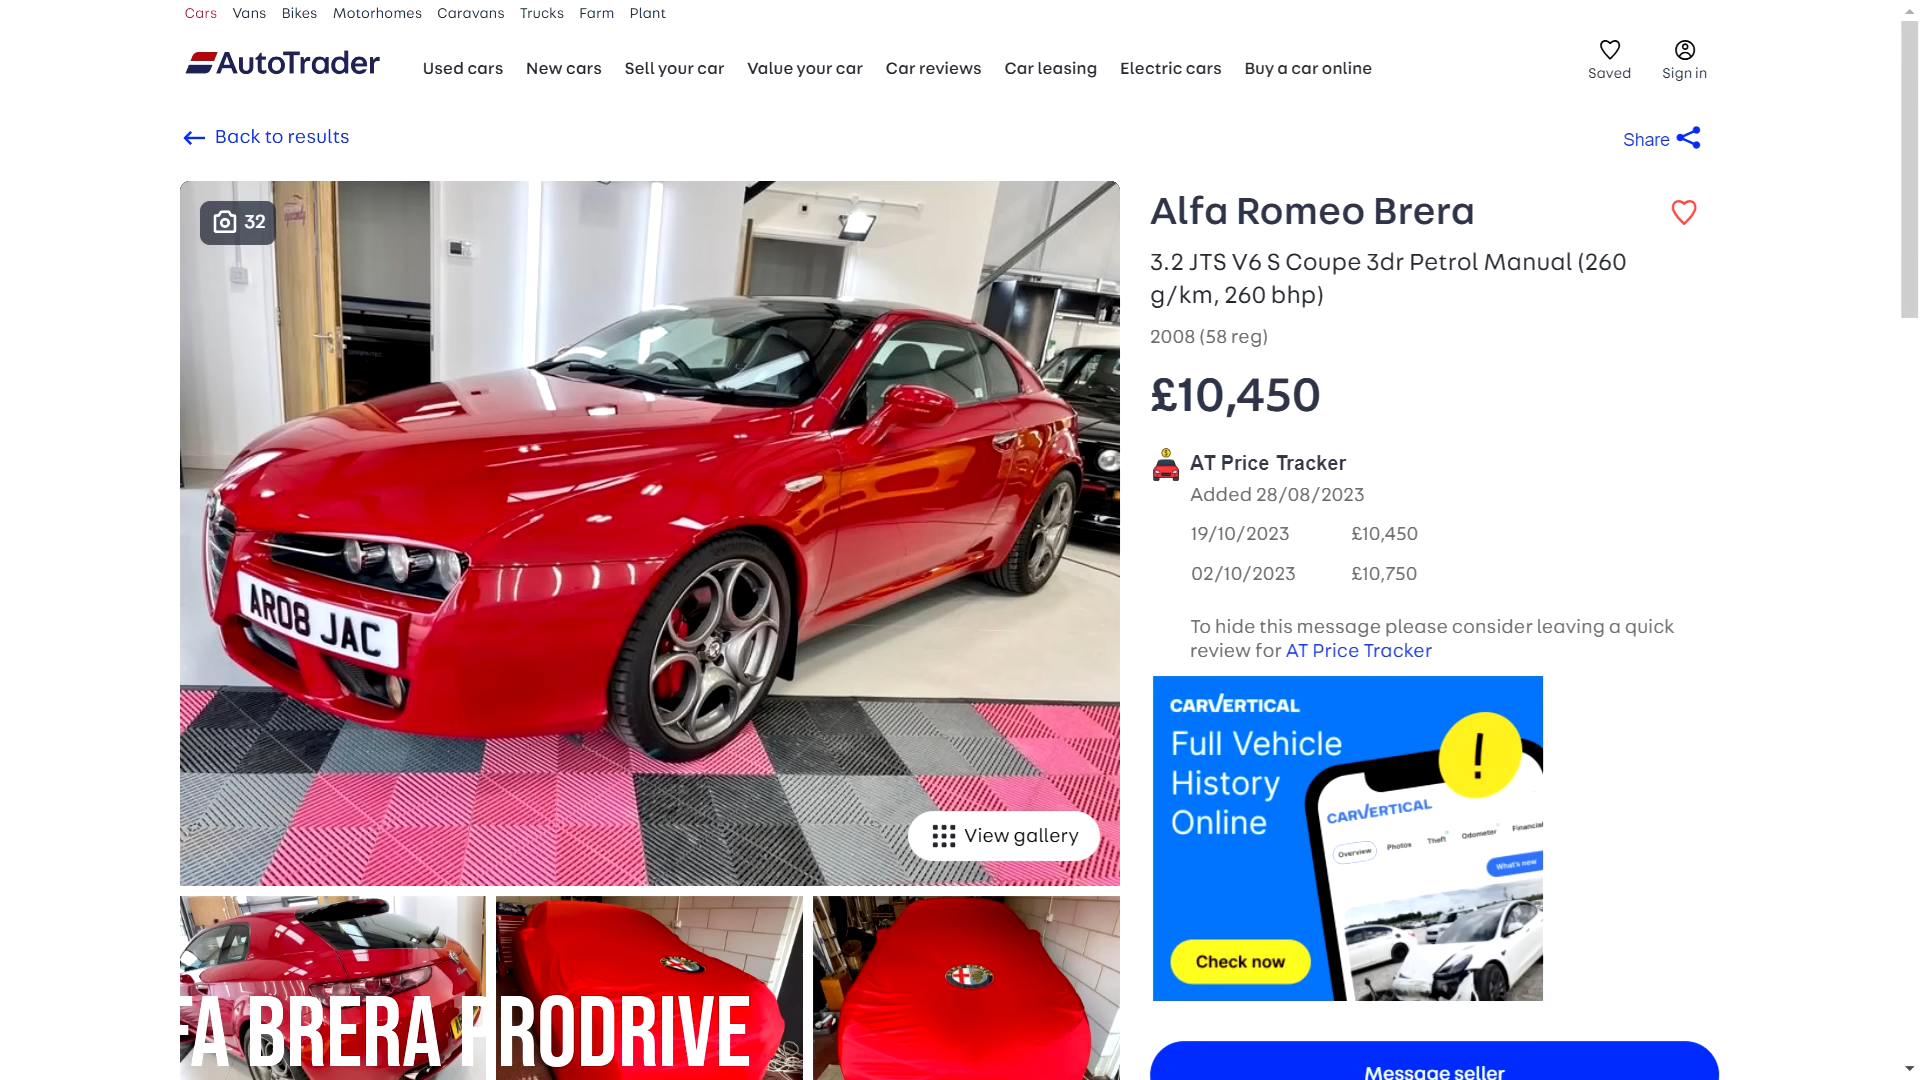 Cars Vans Bikes Motorhomes Caravans Trucks Farm Plant
AutoTrader
Used cars New cars Sell your car Value your car Car reviews Car leasing Electric cars Buy a car online
Saved
Sign in
Back to results
Share
32
AR08 JAC
View gallery
Alfa Romeo Brera
3.2 JTS V6 S Coupe 3dr Petrol Manual (260
g/km, 260 bhp)
2008 (58 reg)
£10,450
AT Price Tracker
Added 28/08/2023
19/10/2023 £10,450
02/10/2023 £10,750
To hide this message please consider leaving a quick
review for AT Price Tracker
CARVERTICAL
Full Vehicle
History
Online
!
CARVERTICAL
Overview Photos Theft Odometer Financial
What's new
Check now
FA BRERA PRODRIVE
Message seller